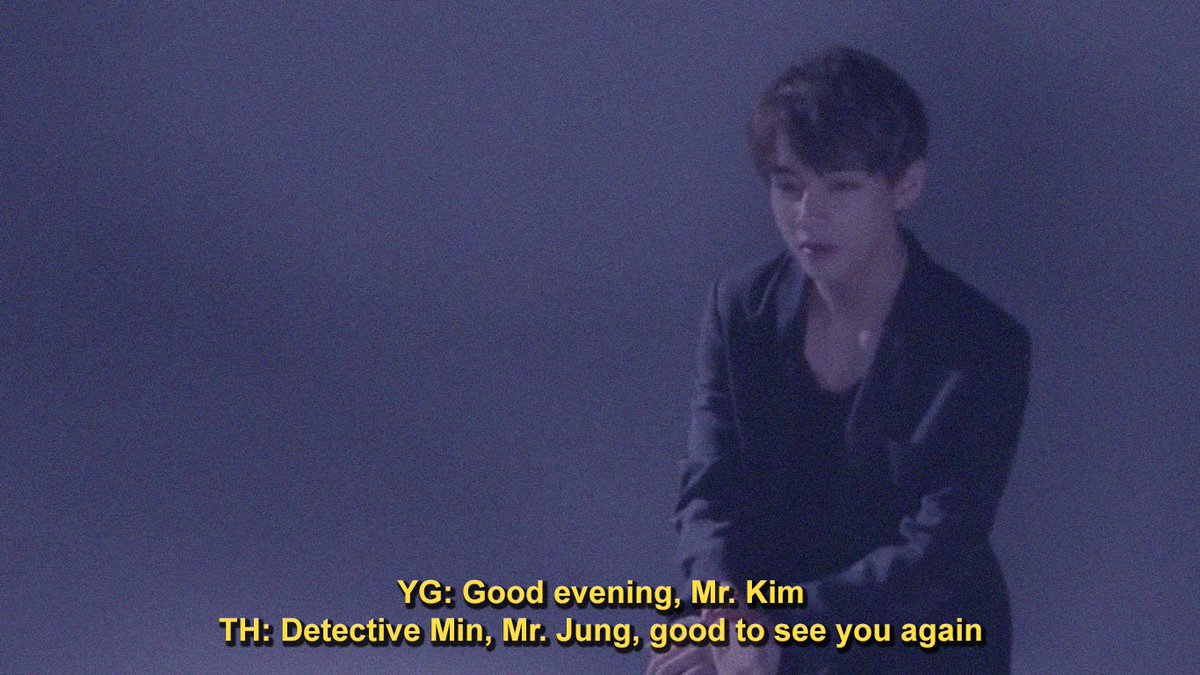 YG: Good evening, Mr. Kim
TH: Detective Min, Mr. Jung, good to see you again